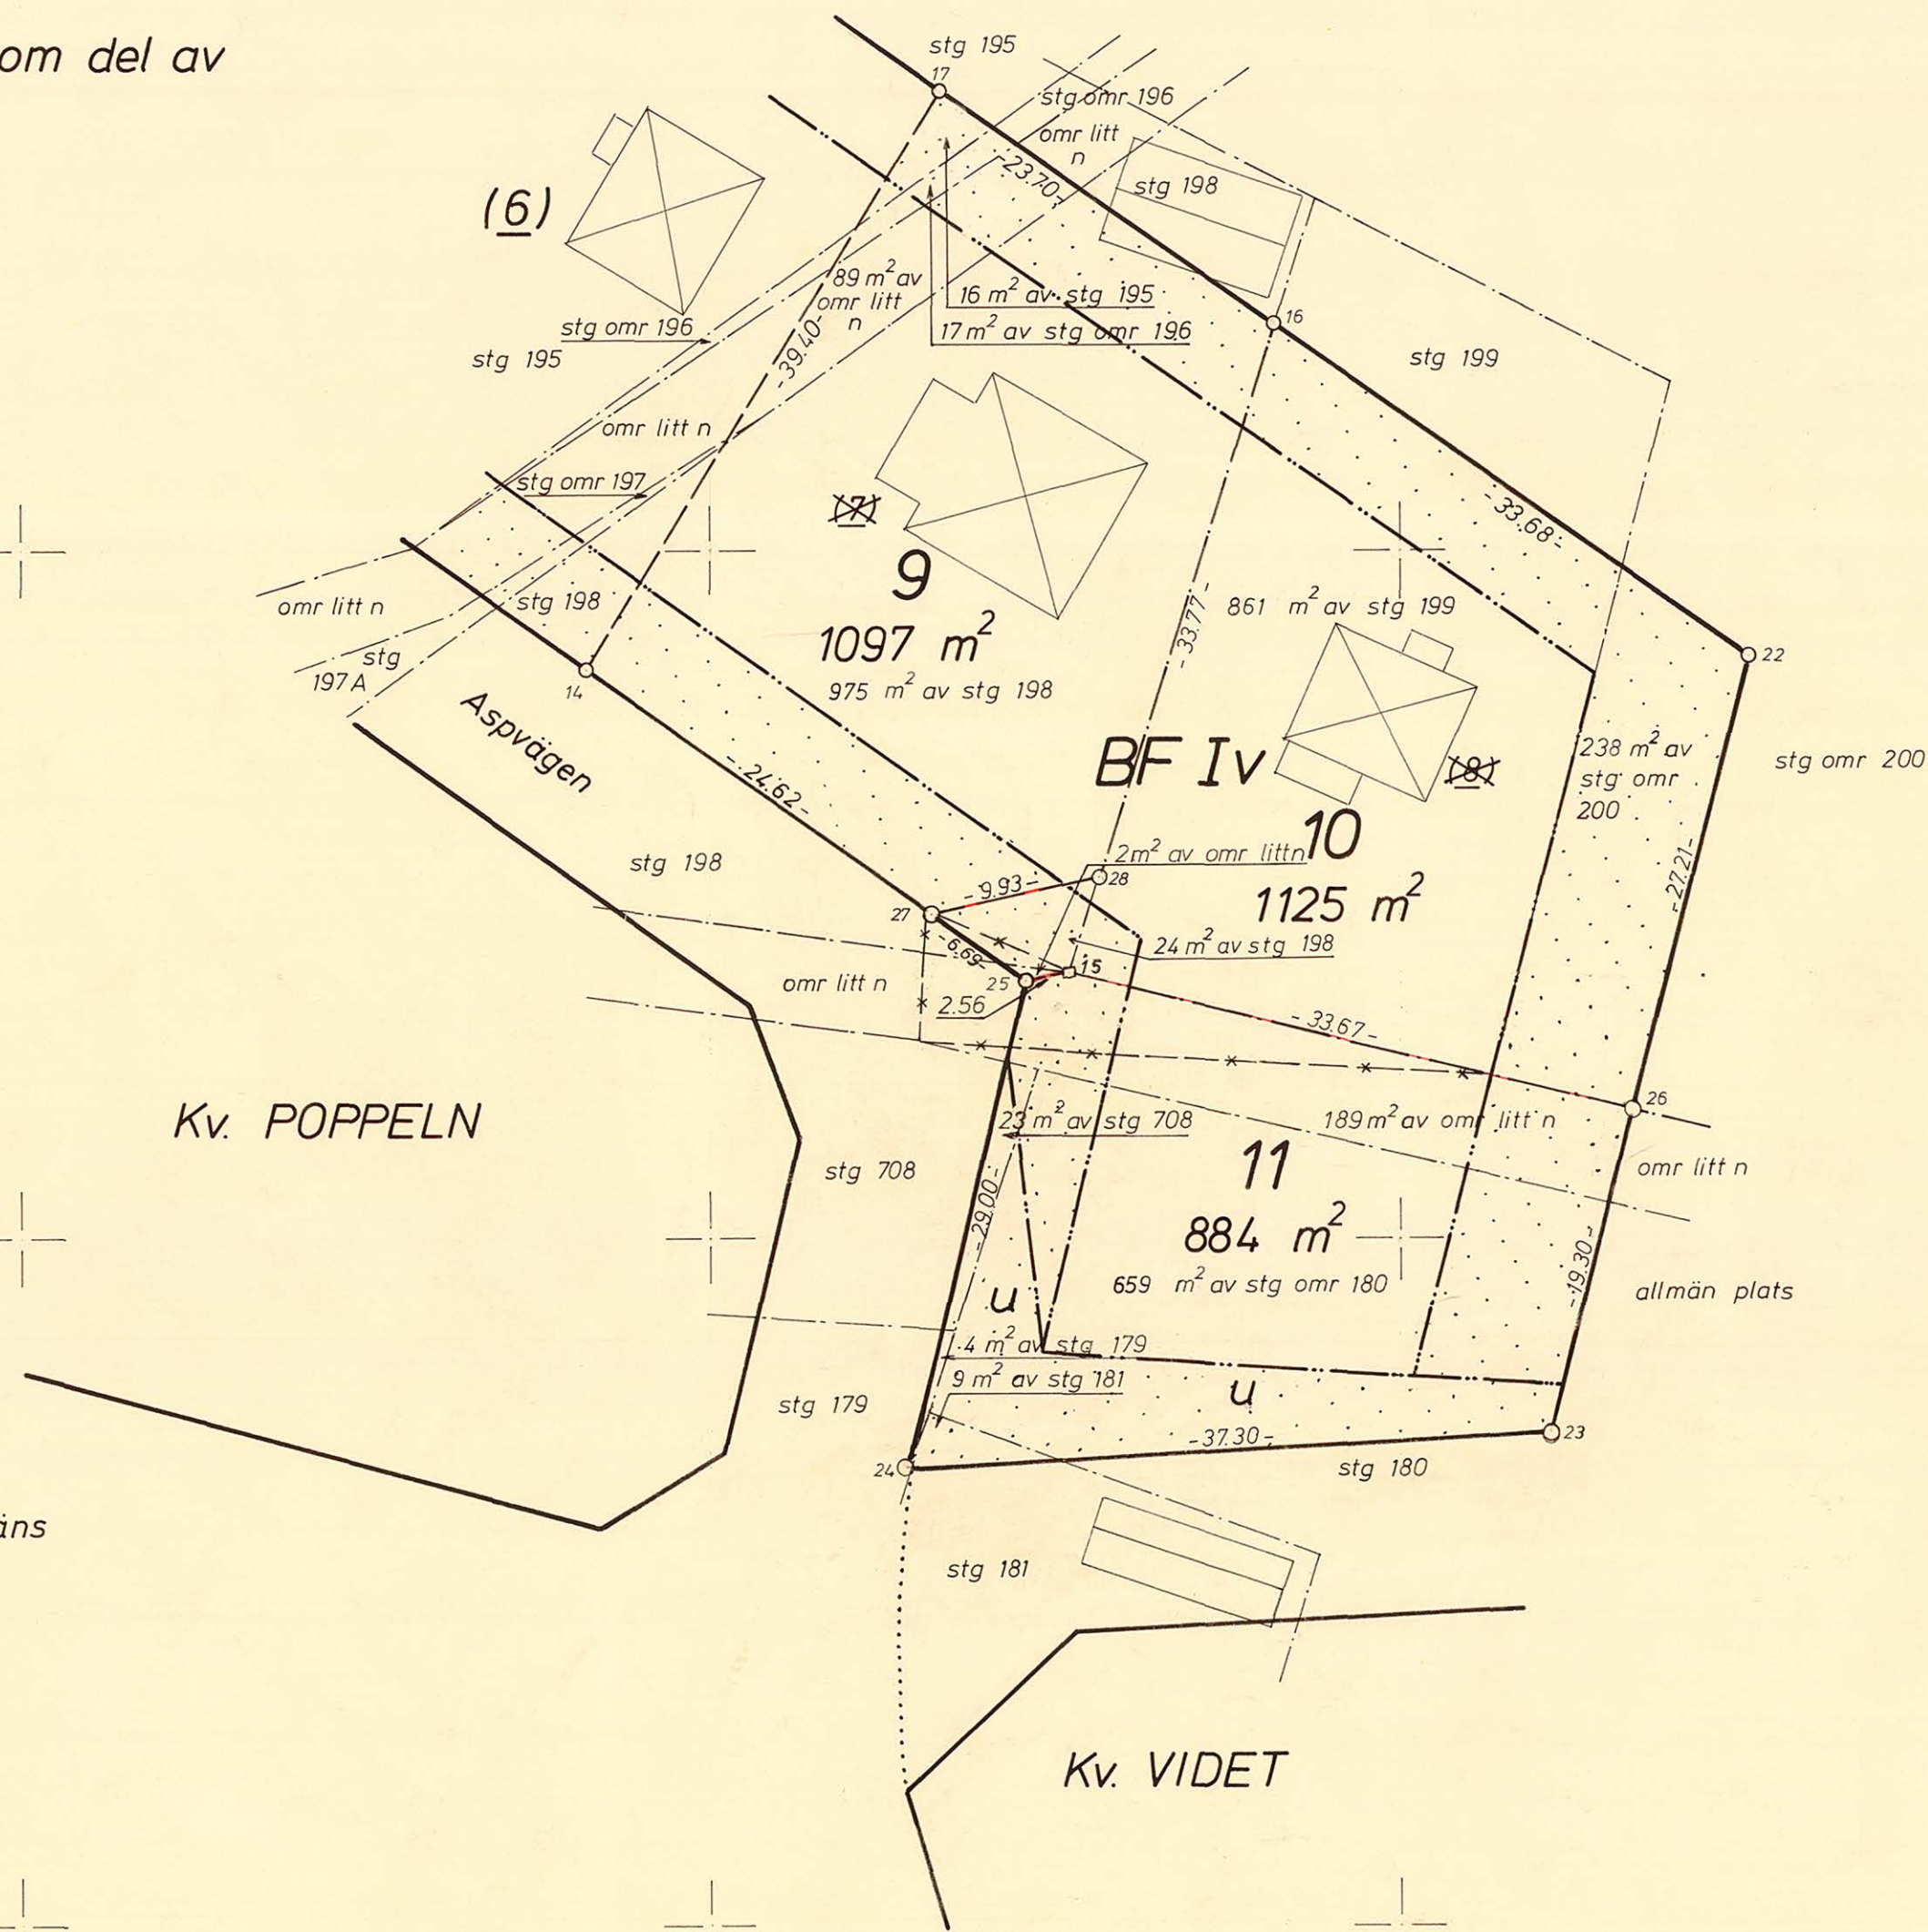 om del av
stg 195
17
stg omr 196
omr litt
n
-23.70-
stg 198
(6)
89 m² av
omr litt
n
16 m² av stg 195
17 m² av stg omr 196
16
stg omr 196
stg 195
-39.40-
stg 199
omr litt n
stg omr 197
(7)
-33.68-
9
omr litt n
stg 198
1097 m²
975 m² av stg 198
-33.77-
861 m² av stg 199
stg
197A
14
22
Aspvägen
-24.62-
BF Iv
(8)
238 m² av
stg omr
200
stg omr 200
10
2m² av omr litt n
stg 198
-9.93-
28
1125 m²
-27.21-
27
-6.69-
24 m² av stg 198
15
omr litt n
25
2.56
-33.67-
26
Kv. POPPELN
23 m² av stg 708
189 m² av omr litt n
stg 708
11
omr litt n
-29.00-
884 m²
659 m² av stg omr 180
-19.30-
allmän plats
u
4 m² av stg 179
9 m² av stg 181
u
stg 179
-37.30-
23
24
stg 180
äns
stg 181
Kv. VIDET